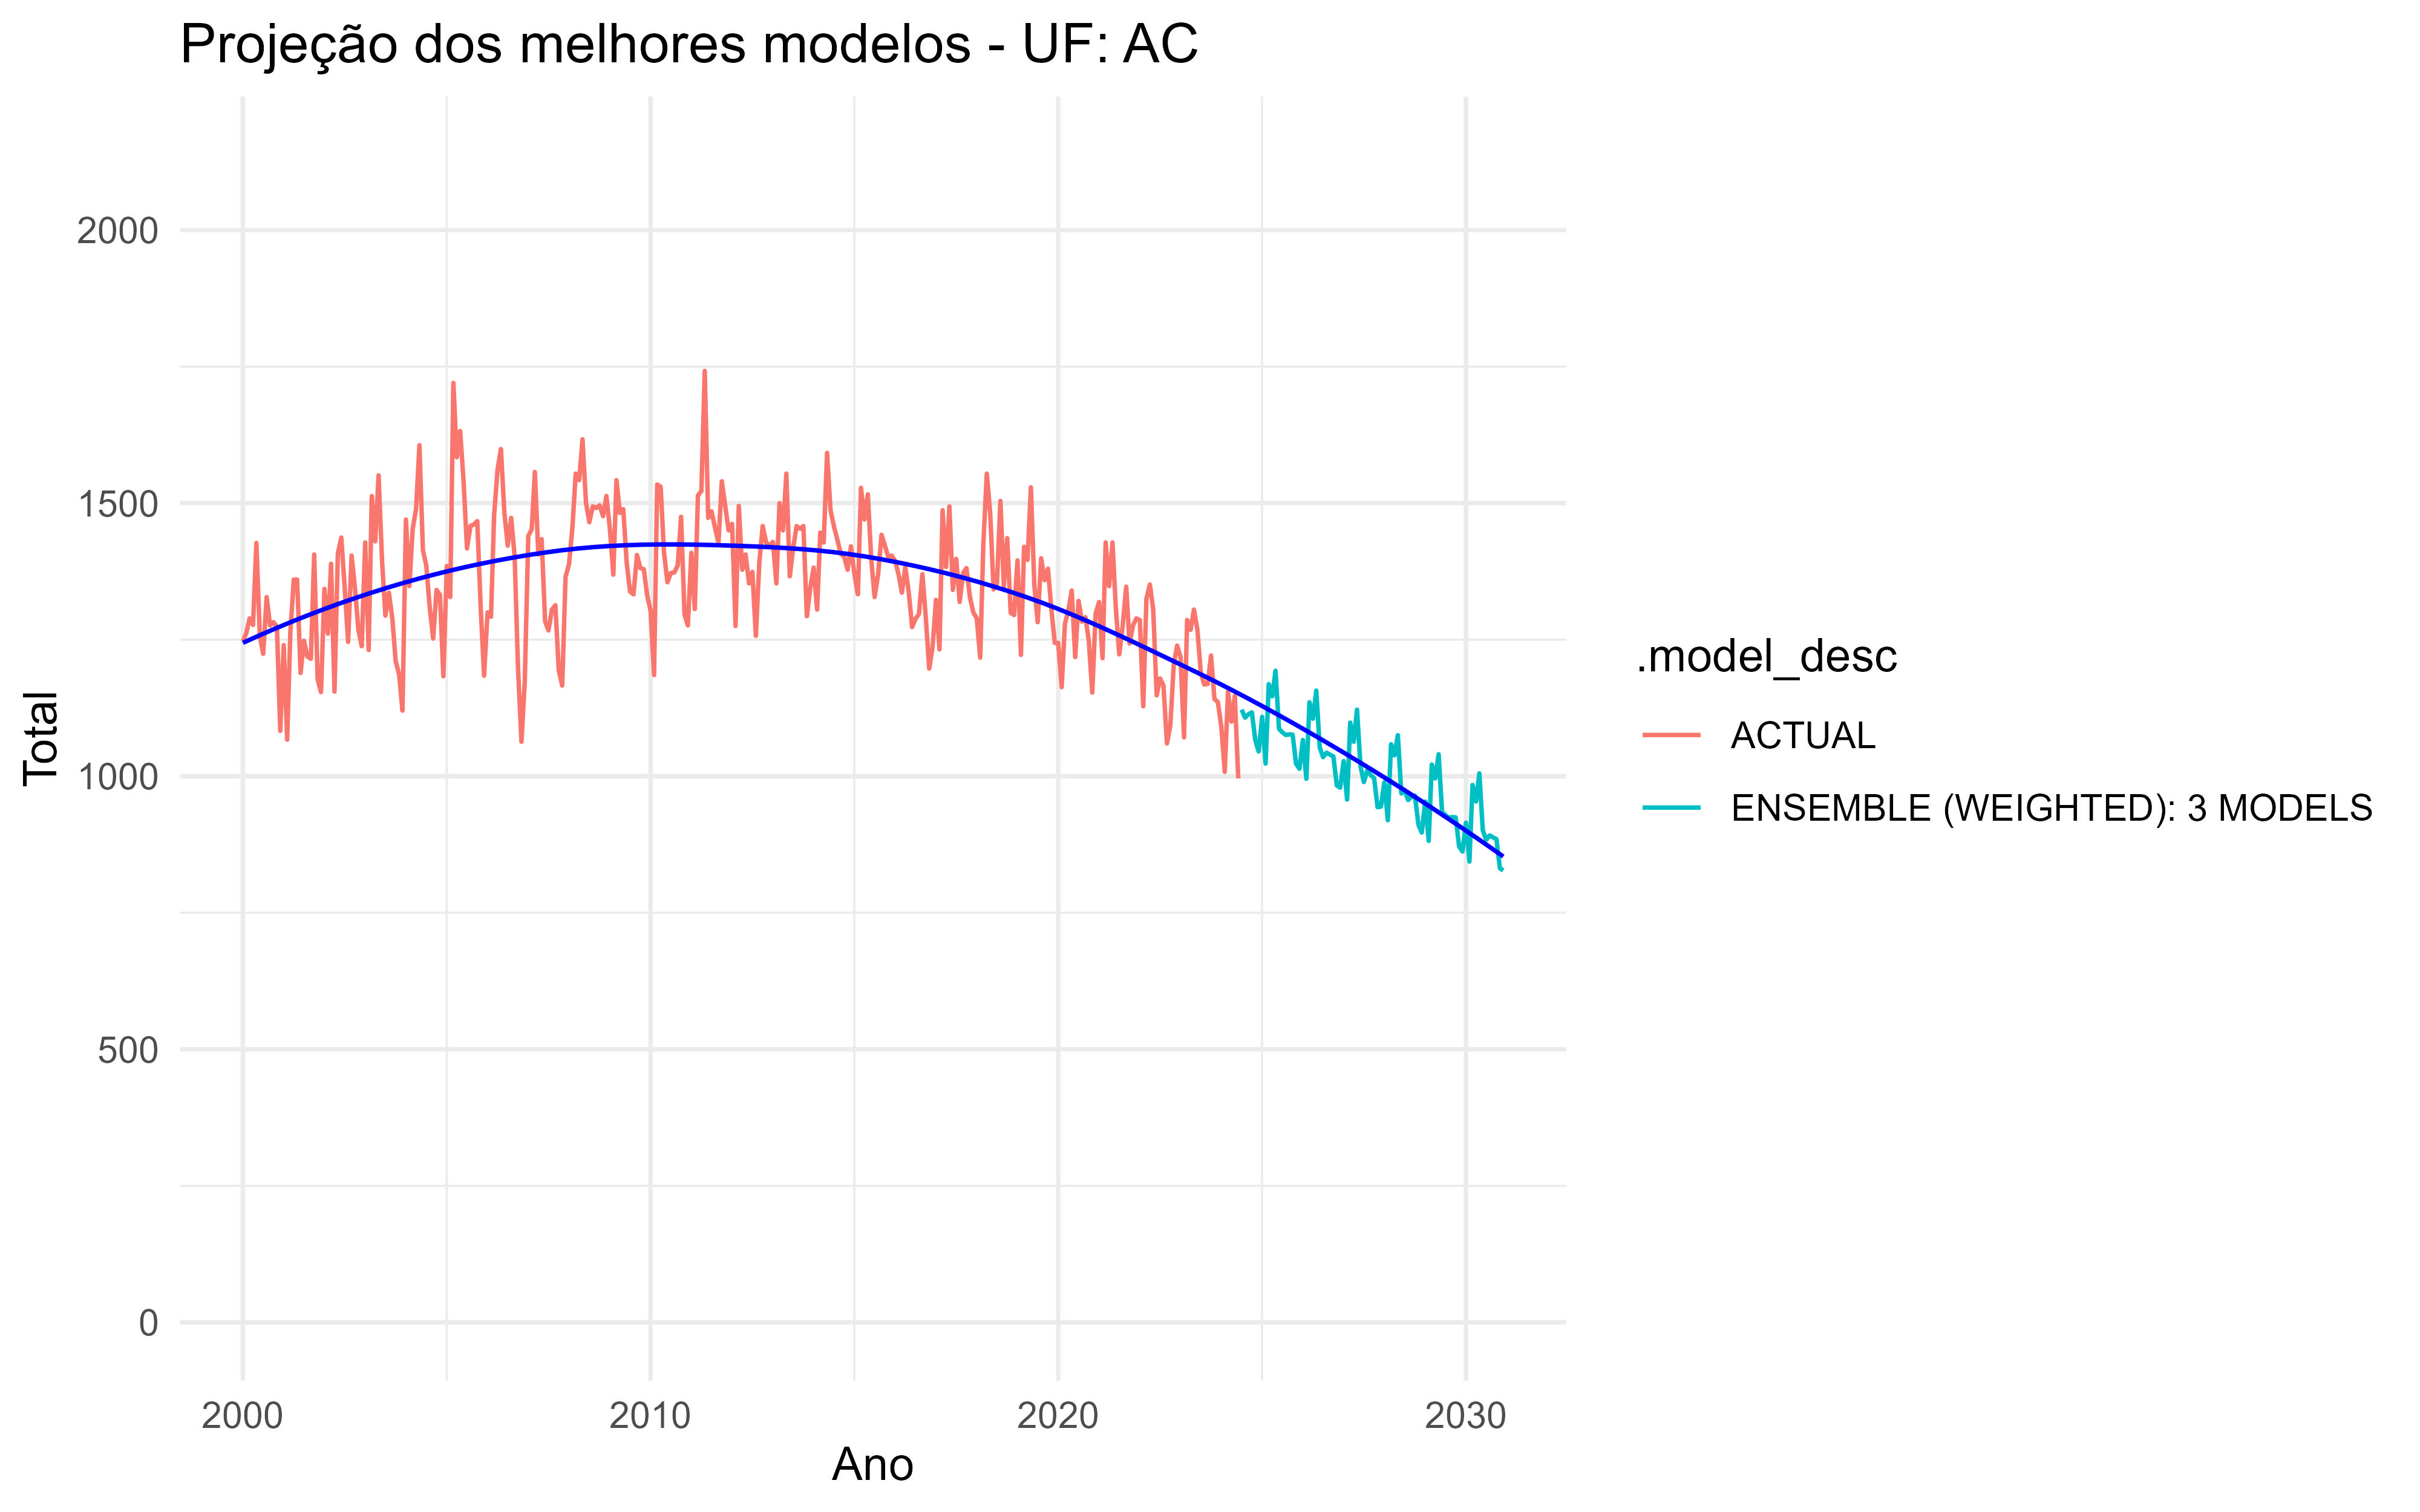 Projeção dos melhores modelos - UF: AC
Total
2000
1500
1000
500
0
2000 2010 2020 2030
Ano
.model_desc
ACTUAL
ENSEMBLE (WEIGHTED): 3 MODELS